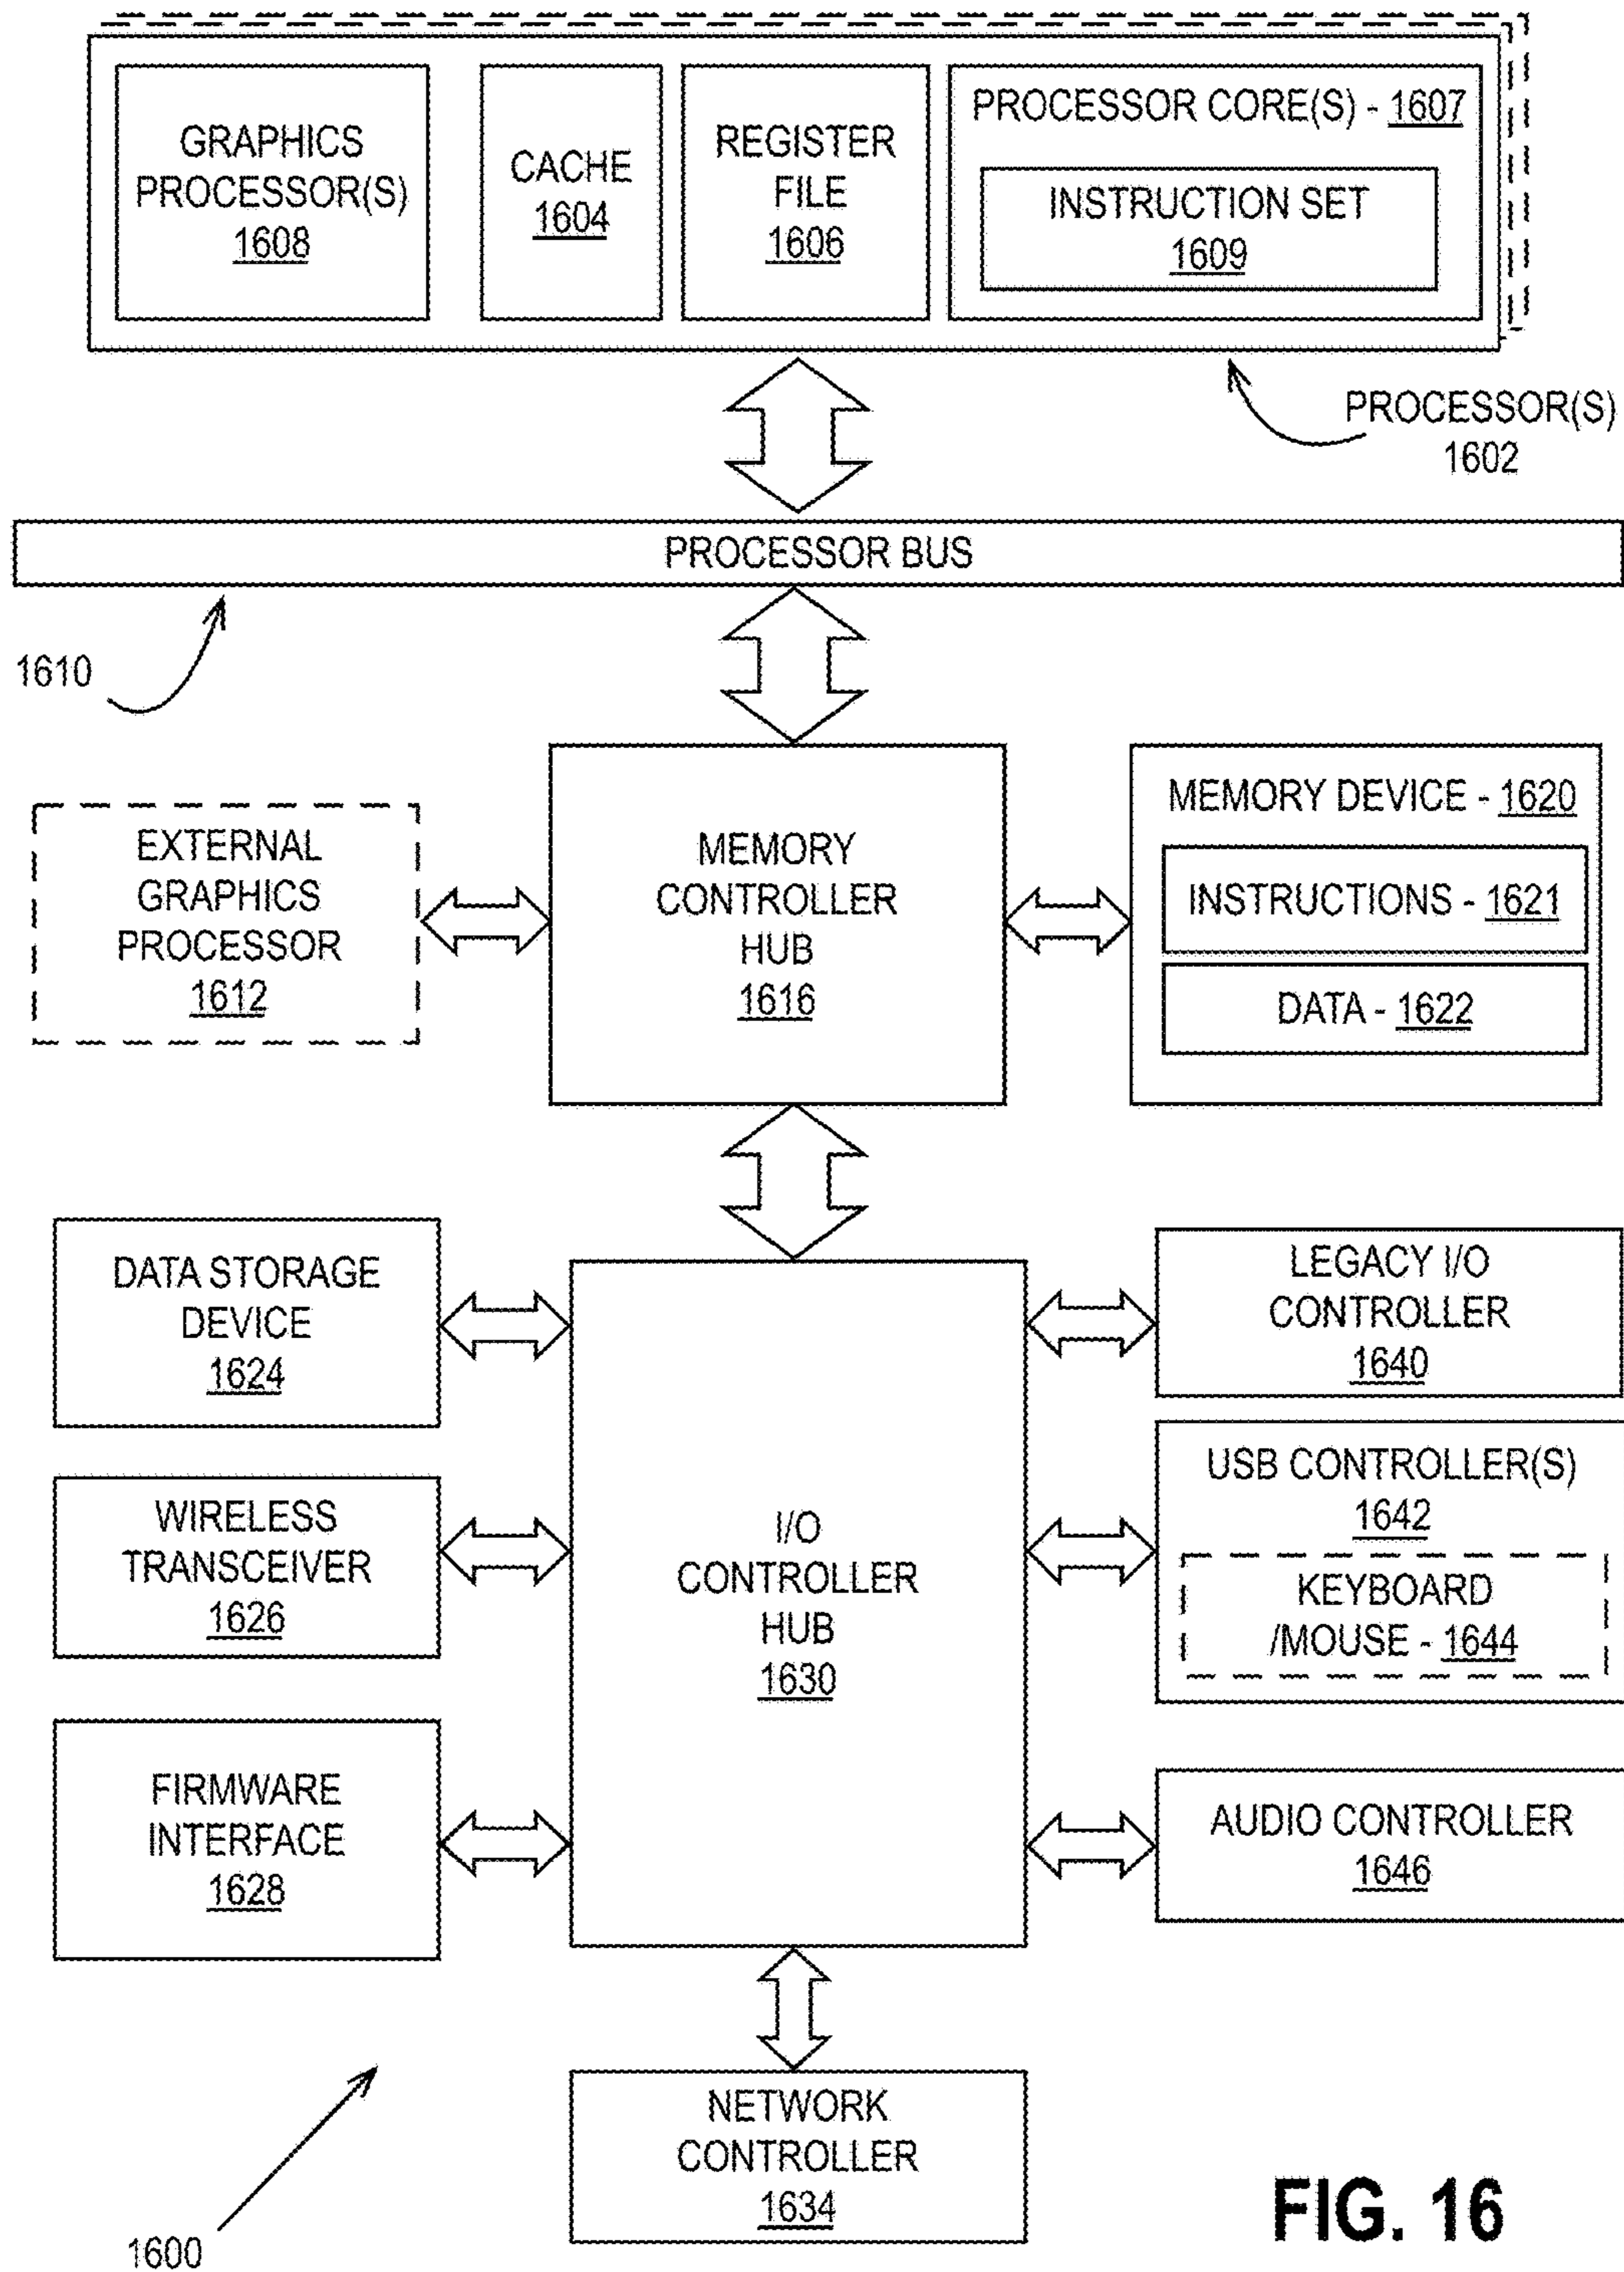 GRAPHICS
PROCESSOR(S)
1608
CACHE
1604
REGISTER
FILE
1606
PROCESSOR CORE(S) - 1607
INSTRUCTION SET
1609
PROCESSOR(S)
1602
PROCESSOR BUS
1610
EXTERNAL
GRAPHICS
PROCESSOR
1612
MEMORY
CONTROLLER
HUB
1616
MEMORY DEVICE - 1620
INSTRUCTIONS - 1621
DATA - 1622
DATA STORAGE
DEVICE
1624
WIRELESS
TRANSCEIVER
1626
FIRMWARE
INTERFACE
1628
I/O
CONTROLLER
HUB
1630
LEGACY I/O
CONTROLLER
1640
USB CONTROLLER(S)
1642
KEYBOARD
/MOUSE - 1644
AUDIO CONTROLLER
1646
NETWORK
CONTROLLER
1634
1600
FIG. 16